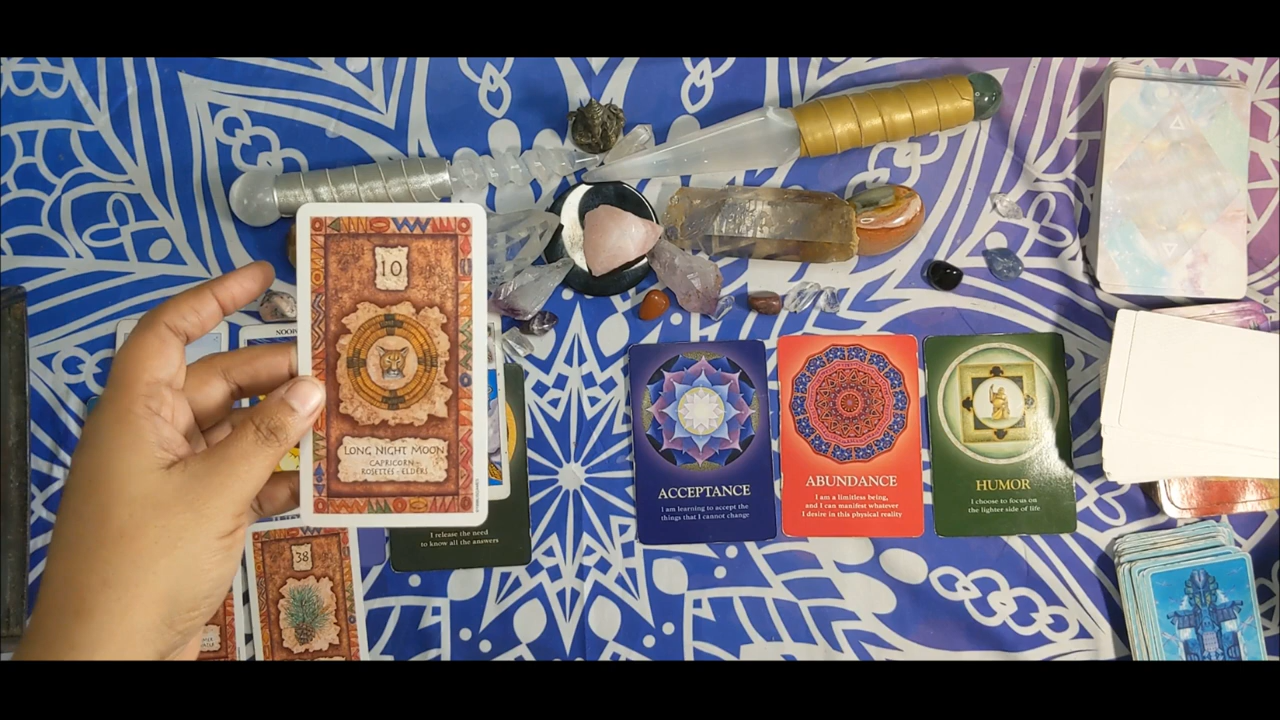 NOON
10
LONG NIGHT MOON
CAPRICORN -
ROSETTES - ELDERS
I release the need
to know all the answers
38
ACCEPTANCE
I am learning to accept the
things that I cannot change
ABUNDANCE
I am a limitless being,
and I can manifest whatever
I desire in this physical reality
HUMOR
I choose to focus on
the lighter side of life